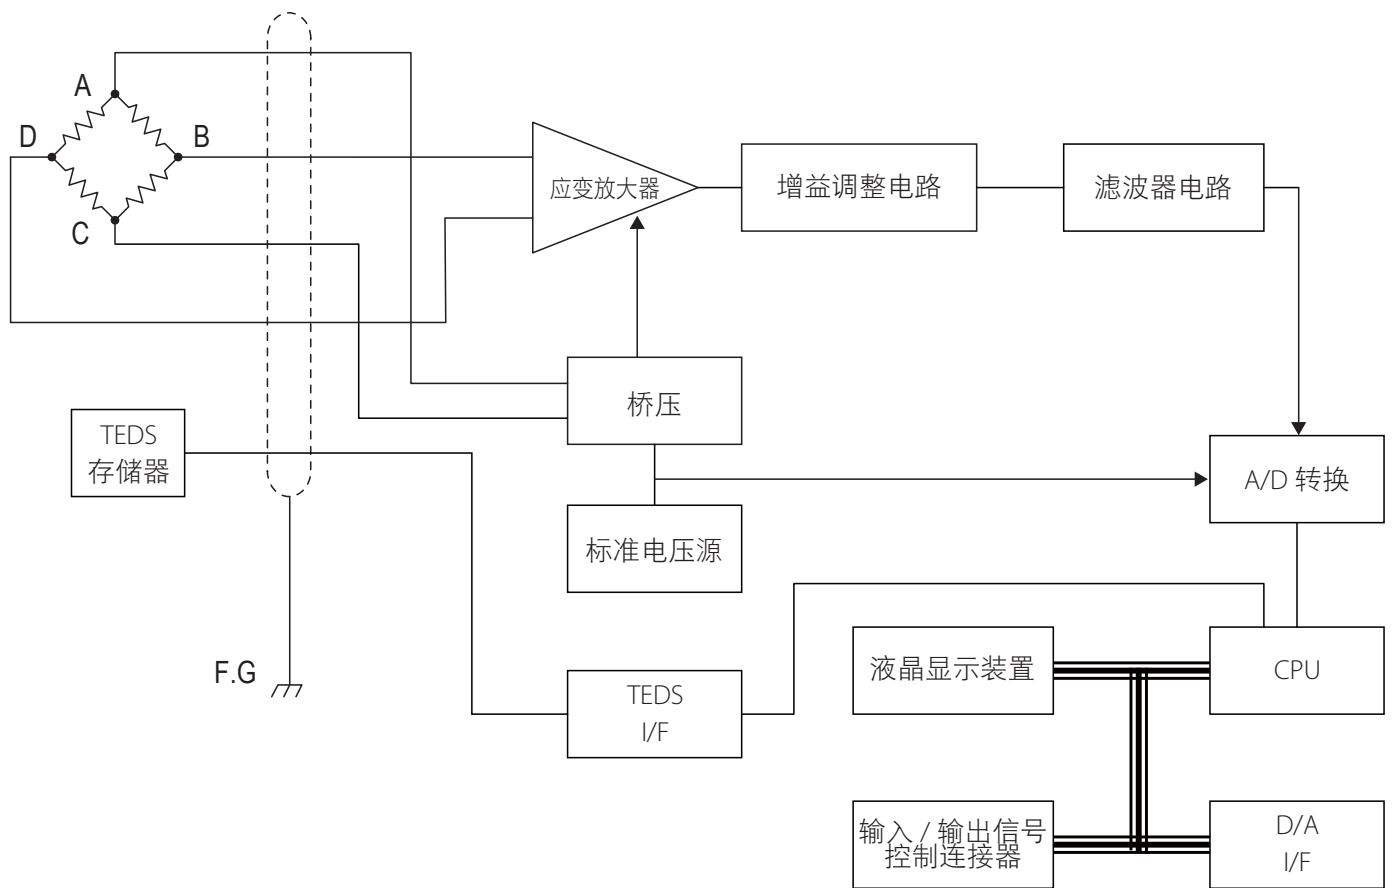 A
D
B
C
应变放大器
增益调整电路
滤波器电路
桥压
TEDS
存储器
A/D 转换
标准电压源
F.G
TEDS
I/F
液晶显示装置
CPU
输入 / 输出信号
控制连接器
D/A
I/F